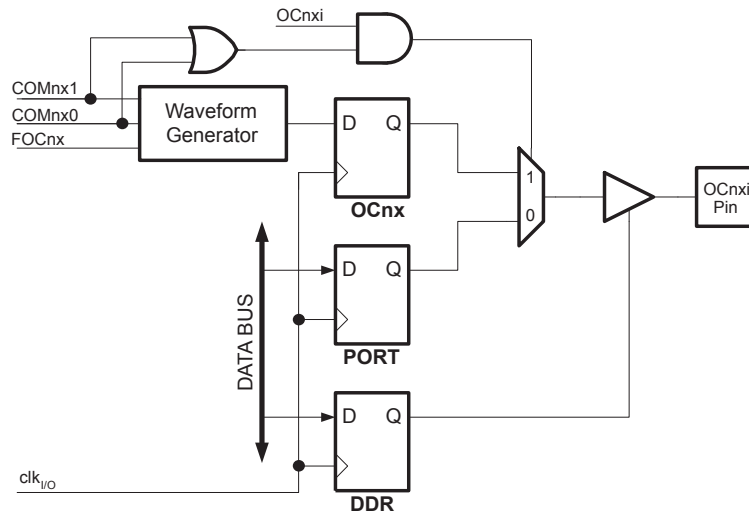 OCnxi
COMnx1
COMnx0
FOCnx
Waveform
Generator
D Q
OCnx
1
0
OCnxi
Pin
DATA BUS
D Q
PORT
D Q
DDR
clkI/O